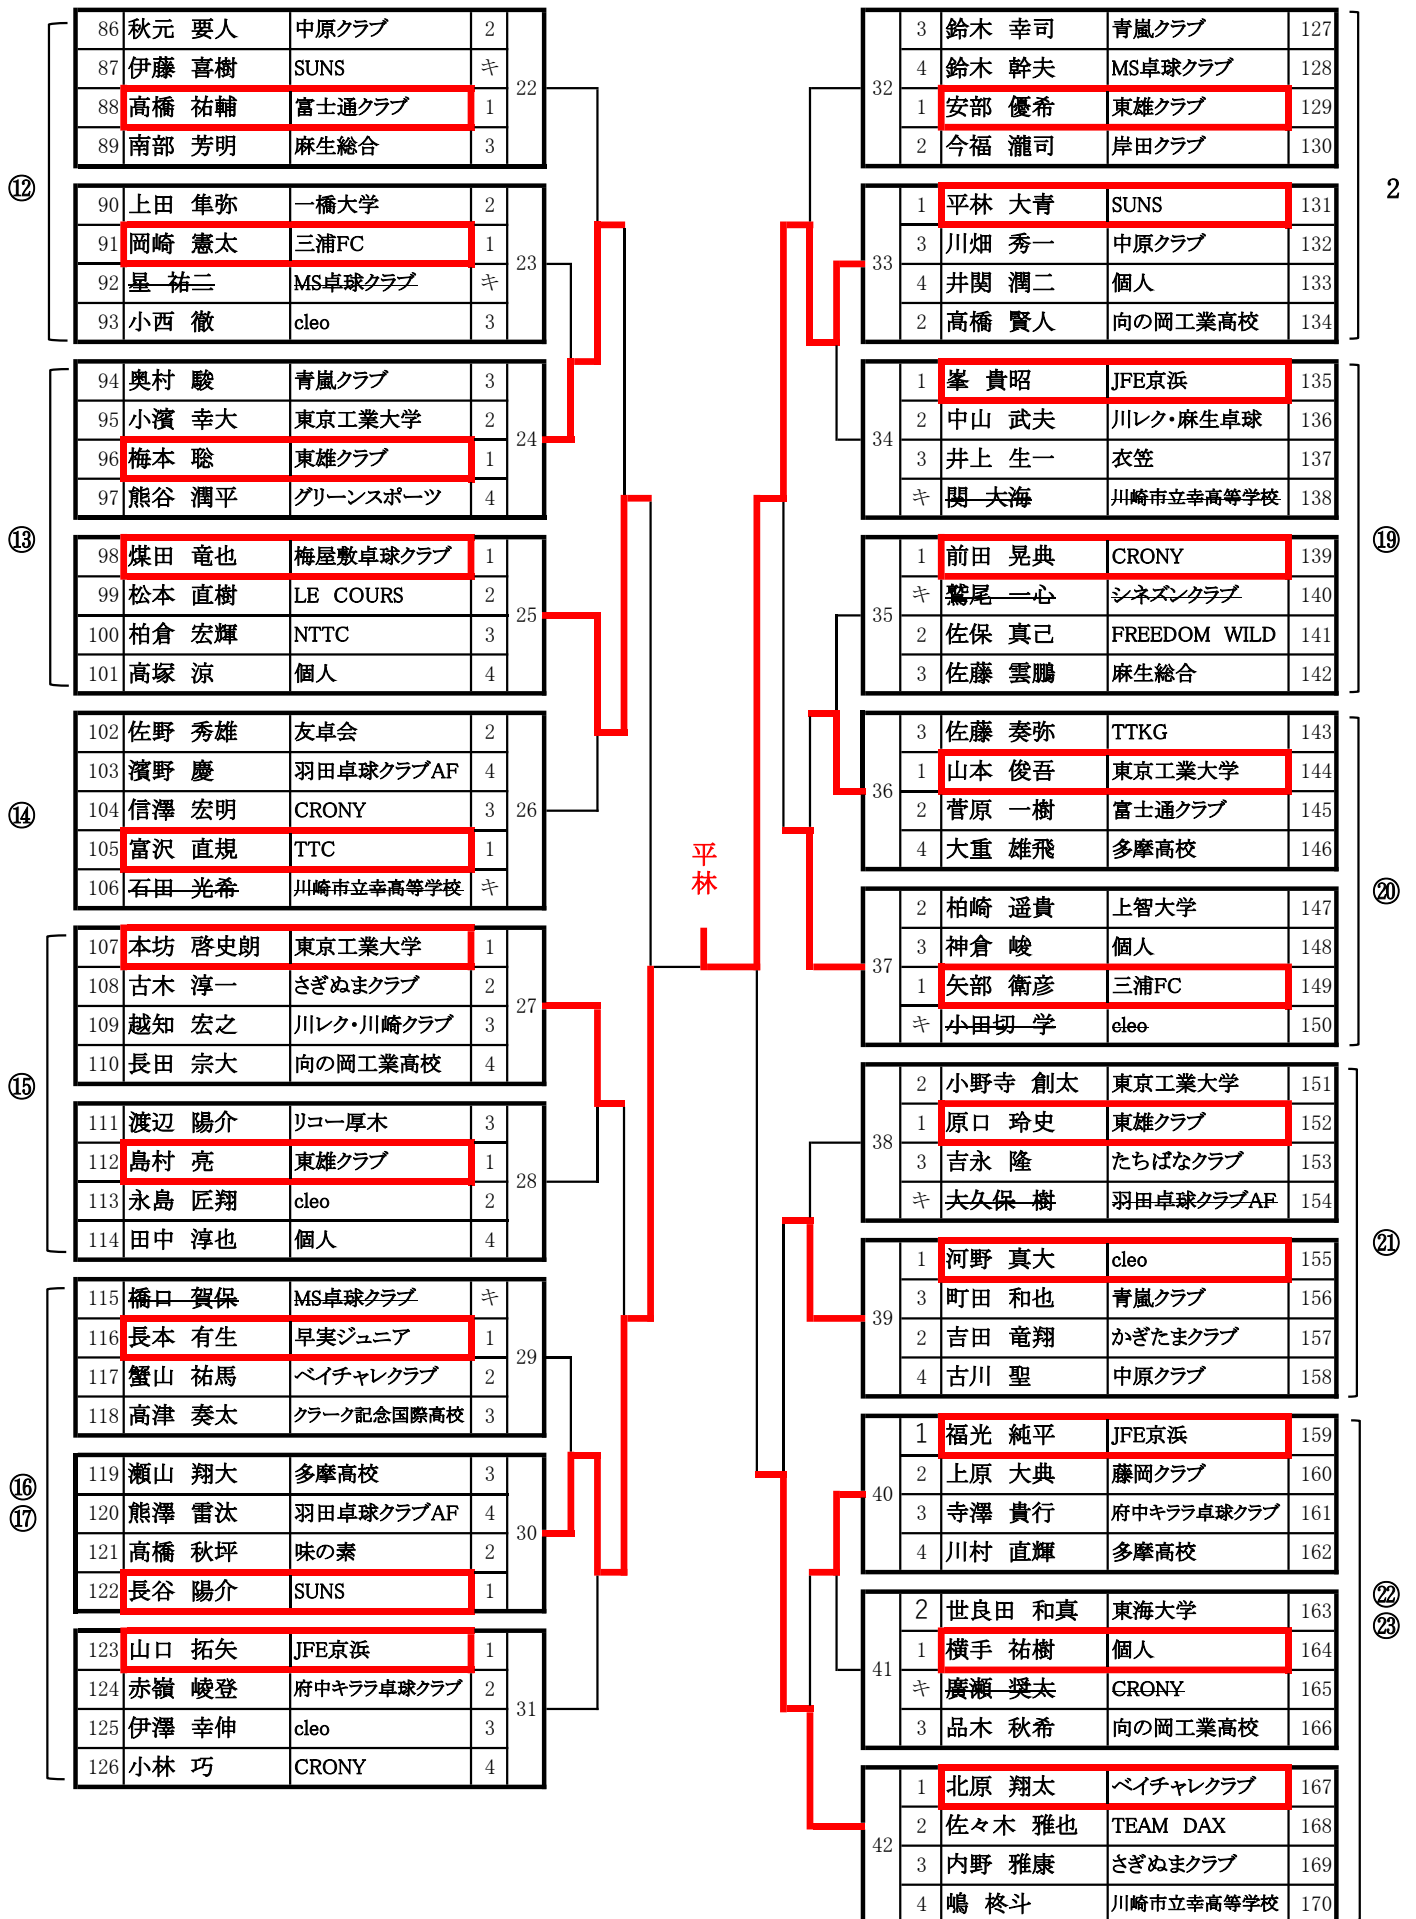 ⑫
22
86 秋元 要人 中原クラブ 2
87 伊藤 喜樹 SUNS キ
88 高橋 祐輔 富士通クラブ 1
89 南部 芳明 麻生総合 3
23
90 上田 隼弥 一橋大学 2
91 岡崎 憲太 三浦FC 1
92 星 祐二 MS卓球クラブ キ
93 小西 徹 cleo 3
⑬
24
94 奥村 駿 青嵐クラブ 3
95 小濱 幸大 東京工業大学 2
96 梅本 聡 東雄クラブ 1
97 熊谷 潤平 グリーンスポーツ 4
25
98 煤田 竜也 梅屋敷卓球クラブ 1
99 松本 直樹 LE COURS 2
100 柏倉 宏輝 NTTC 3
101 高塚 涼 個人 4
⑭
26
102 佐野 秀雄 友卓会 2
103 濱野 慶 羽田卓球クラブAF 4
104 信澤 宏明 CRONY 3
105 富沢 直規 TTC 1
106 石田 光希 川崎市立幸高等学校 キ
⑮
27
107 本坊 啓史朗 東京工業大学 1
108 古木 淳一 さぎぬまクラブ 2
109 越知 宏之 川レク・川崎クラブ 3
110 長田 宗大 向の岡工業高校 4
28
111 渡辺 陽介 リコー厚木 3
112 島村 亮 東雄クラブ 1
113 永島 匠翔 cleo 2
114 田中 淳也 個人 4
⑯
⑰
29
115 橋口 賀保 MS卓球クラブ キ
116 長本 有生 早実ジュニア 1
117 蟹山 祐馬 ベイチャレクラブ 2
118 高津 奏太 クラーク記念国際高校 3
30
119 瀬山 翔大 多摩高校 3
120 熊澤 雷汰 羽田卓球クラブAF 4
121 高橋 秋坪 味の素 2
122 長谷 陽介 SUNS 1
31
123 山口 拓矢 JFE京浜 1
124 赤嶺 崚登 府中キララ卓球クラブ 2
125 伊澤 幸伸 cleo 3
126 小林 巧 CRONY 4
平林
2
32
3 鈴木 幸司 青嵐クラブ 127
4 鈴木 幹夫 MS卓球クラブ 128
1 安部 優希 東雄クラブ 129
2 今福 瀧司 岸田クラブ 130
33
1 平林 大青 SUNS 131
3 川畑 秀一 中原クラブ 132
4 井関 潤二 個人 133
2 髙橋 賢人 向の岡工業高校 134
⑲
34
1 峯 貴昭 JFE京浜 135
2 中山 武夫 川レク・麻生卓球 136
3 井上 生一 衣笠 137
キ 関 大海 川崎市立幸高等学校 138
35
1 前田 晃典 CRONY 139
キ 鷲尾 一心 シネズンクラブ 140
2 佐保 真己 FREEDOM WILD 141
3 佐藤 雲鵬 麻生総合 142
⑳
36
3 佐藤 奏弥 TTKG 143
1 山本 俊吾 東京工業大学 144
2 菅原 一樹 富士通クラブ 145
4 大重 雄飛 多摩高校 146
37
2 柏崎 遥貴 上智大学 147
3 神倉 峻 個人 148
1 矢部 衛彦 三浦FC 149
キ 小田切 学 cleo 150
㉑
38
2 小野寺 創太 東京工業大学 151
1 原口 玲史 東雄クラブ 152
3 吉永 隆 たちばなクラブ 153
キ 大久保 樹 羽田卓球クラブAF 154
39
1 河野 真大 cleo 155
3 町田 和也 青嵐クラブ 156
2 吉田 竜翔 かぎたまクラブ 157
4 古川 聖 中原クラブ 158
㉒
㉓
40
1 福光 純平 JFE京浜 159
2 上原 大典 藤岡クラブ 160
3 寺澤 貴行 府中キララ卓球クラブ 161
4 川村 直輝 多摩高校 162
41
2 世良田 和真 東海大学 163
1 横手 祐樹 個人 164
キ 廣瀬 奨太 CRONY 165
3 品木 秋希 向の岡工業高校 166
42
1 北原 翔太 ベイチャレクラブ 167
2 佐々木 雅也 TEAM DAX 168
3 内野 雅康 さぎぬまクラブ 169
4 嶋 柊斗 川崎市立幸高等学校 170